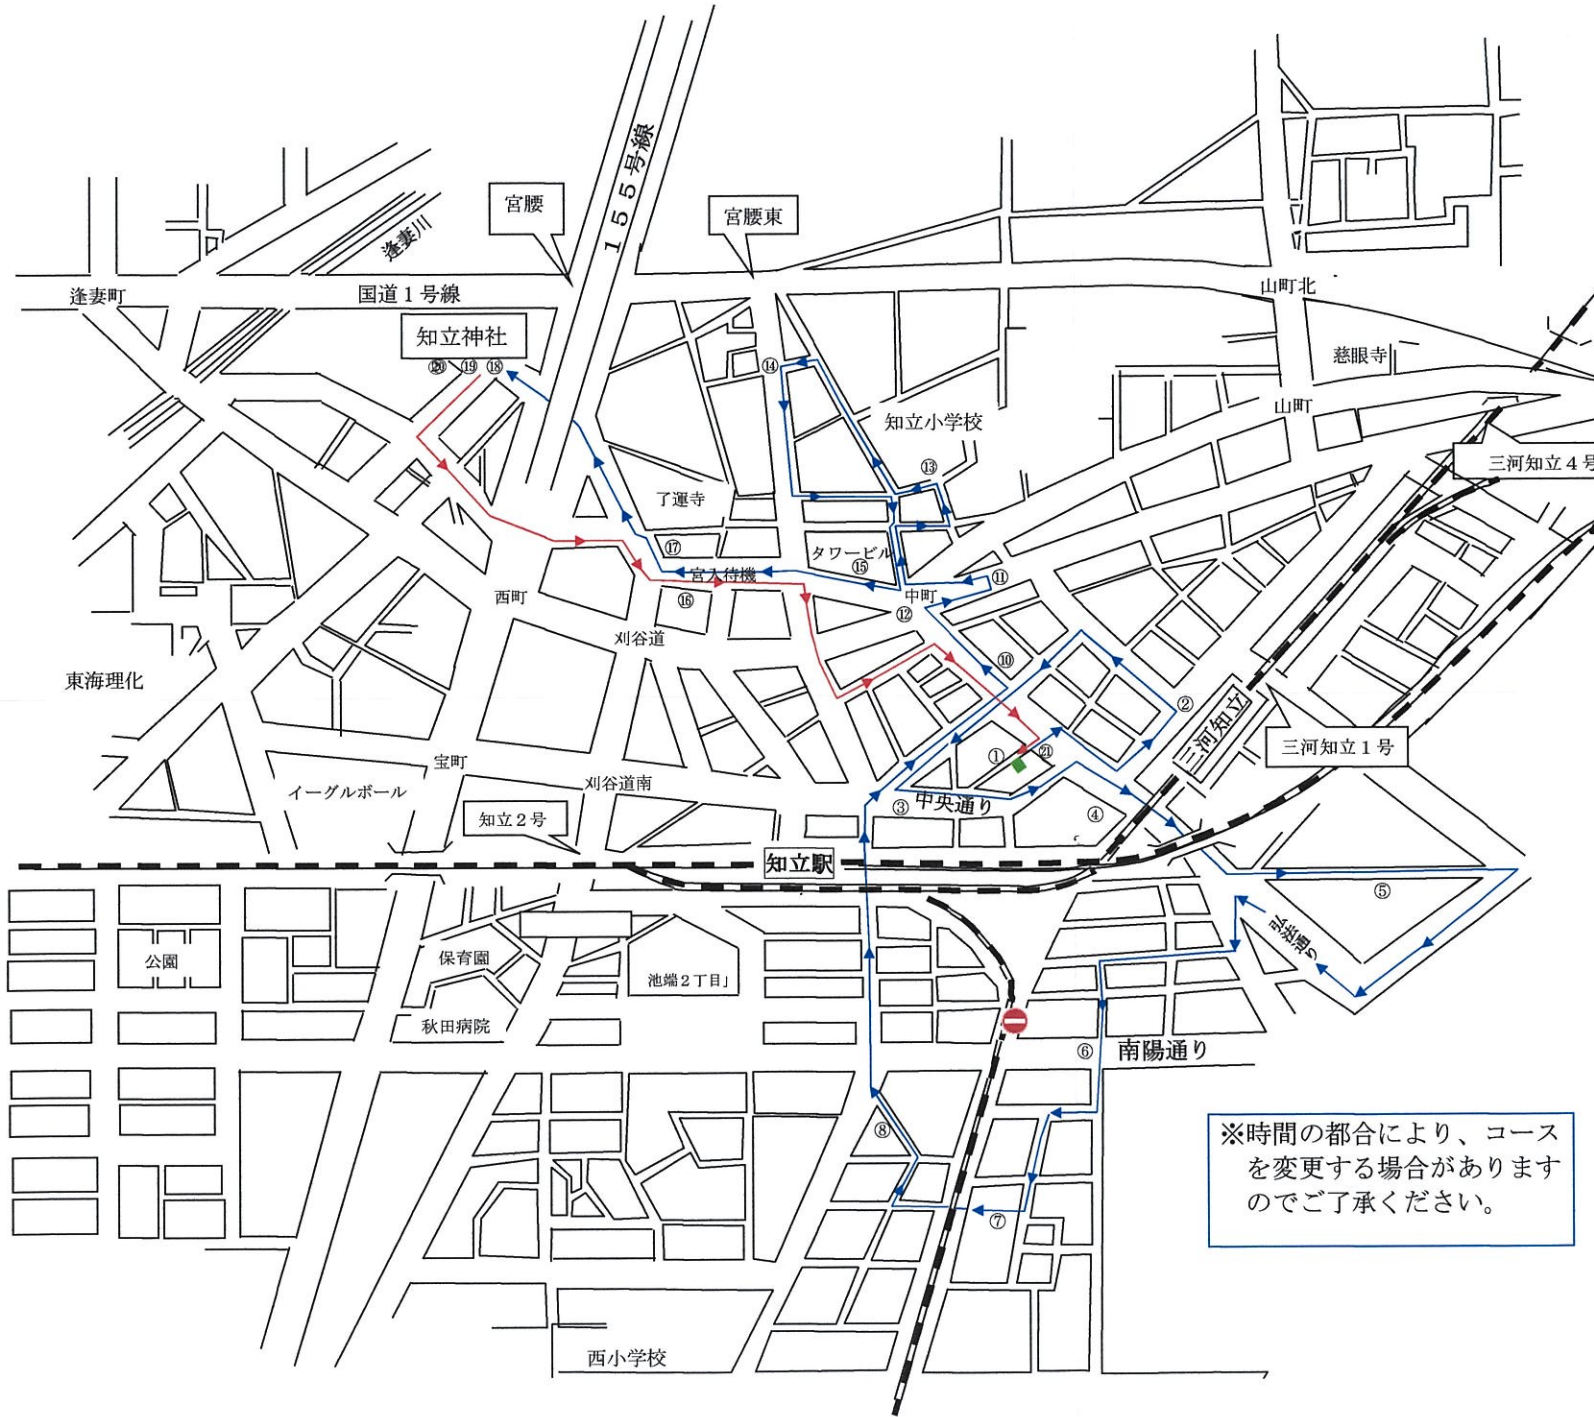 155号線
宮腰
宮腰東
逢妻川
逢妻町
国道1号線
山町北
知立神社
⑳ ⑲ ⑱
⑭
慈眼寺
山町
知立小学校
⑬
三河知立4号
了運寺
⑰
タワービル
⑮
宮入待機
⑪
中町
西町
⑯
⑫
刈谷道
⑩
東海理化
②
三河知立
三河知立1号
① ㉑
宝町
刈谷道南
イーグルボール
③
中央通り
④
知立2号
知立駅
⑤
弘法通り
公園
保育園
池端2丁目」
秋田病院
⑥
南陽通り
⑧
⑦
※時間の都合により、コース
を変更する場合があります
のでご了承ください。
西小学校